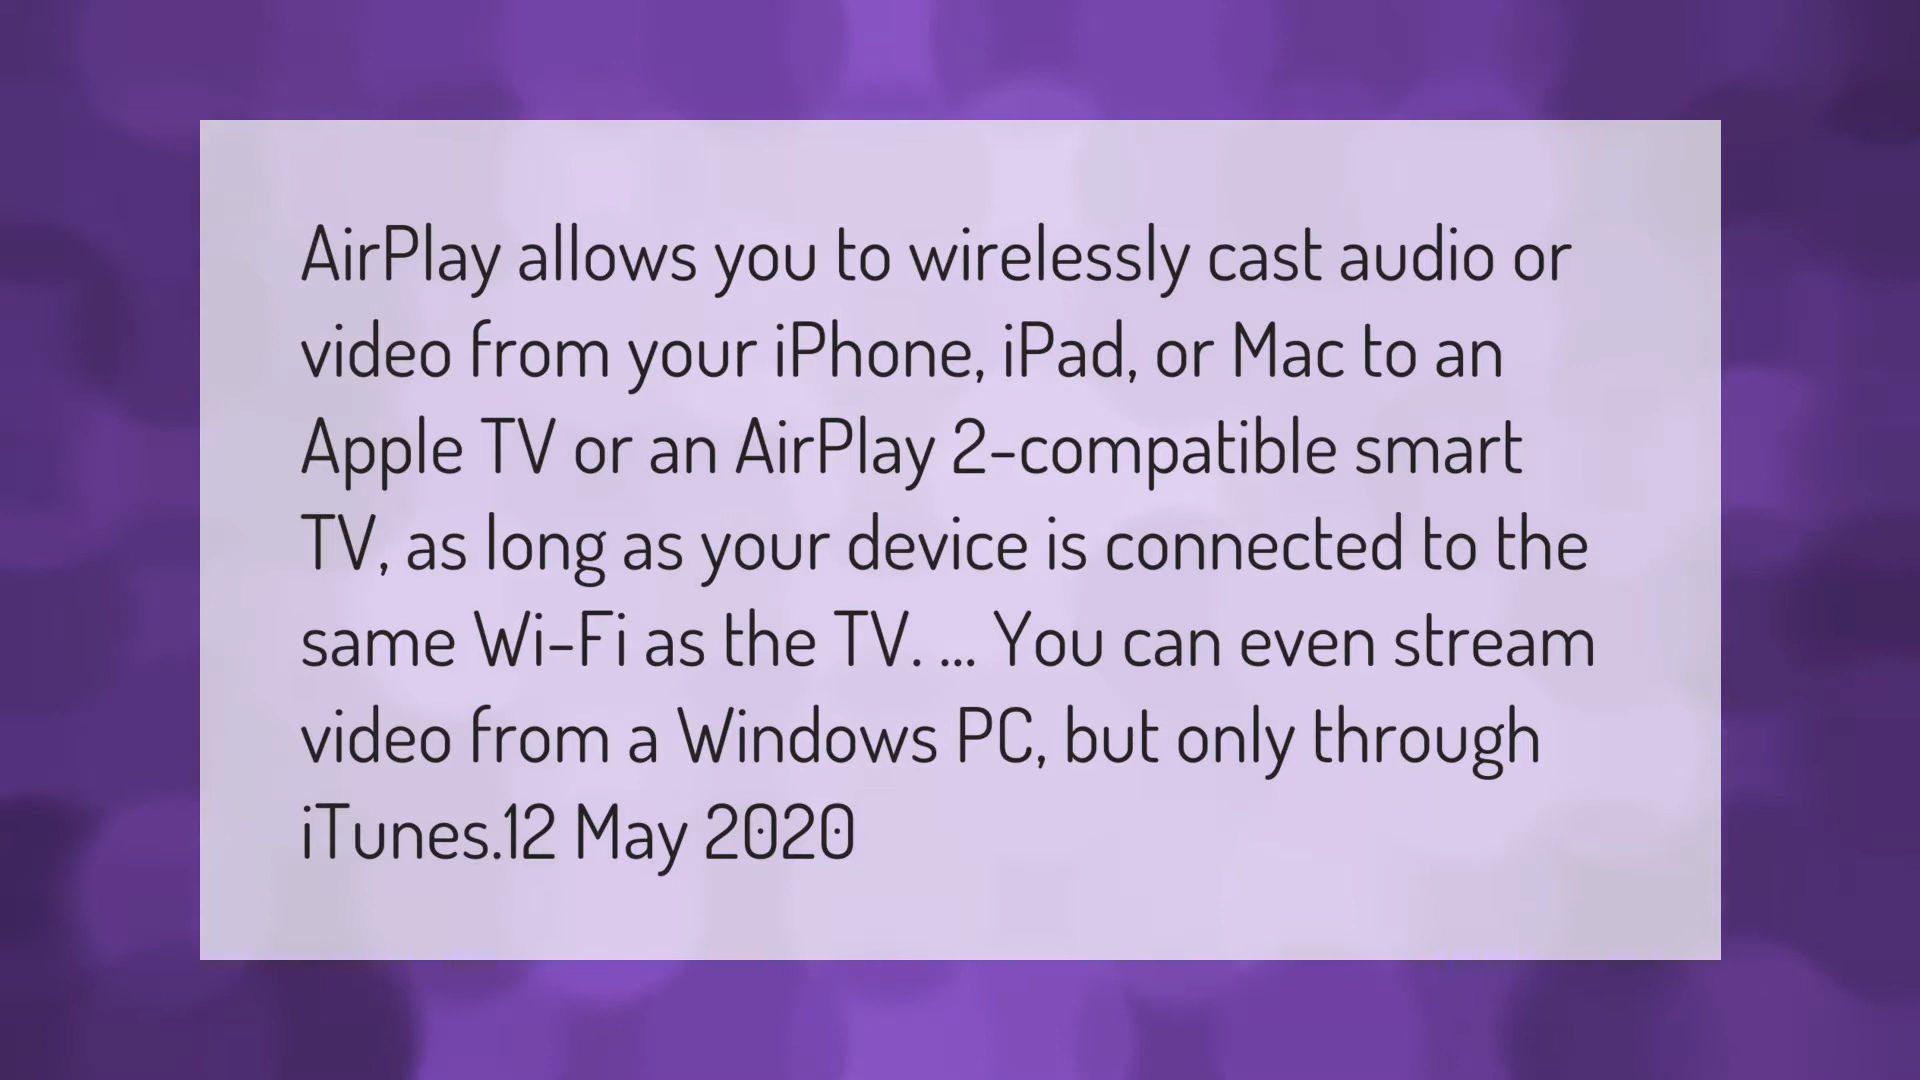 AirPlay allows you to wirelessly cast audio or
video from your iPhone, iPad, or Mac to an
Apple TV or an AirPlay 2-compatible smart
TV, as long as your device is connected to the
same Wi-Fi as the TV. ... You can even stream
video from a Windows PC, but only through
iTunes.12 May 2020